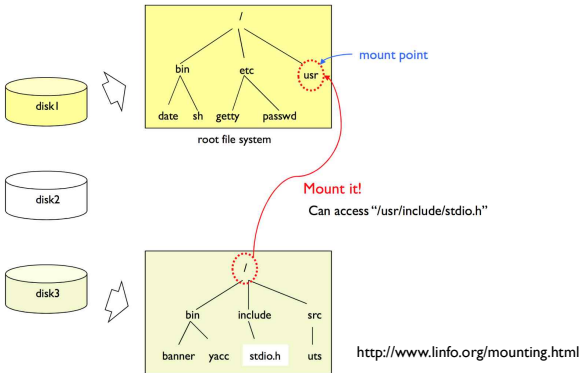 /
mount point
bin etc usr
disk1
date sh getty passwd
root file system
disk2
Mount it!
Can access “/usr/include/stdio.h”
/
disk3
bin include src
banner yacc stdio.h uts
http://www.linfo.org/mounting.html